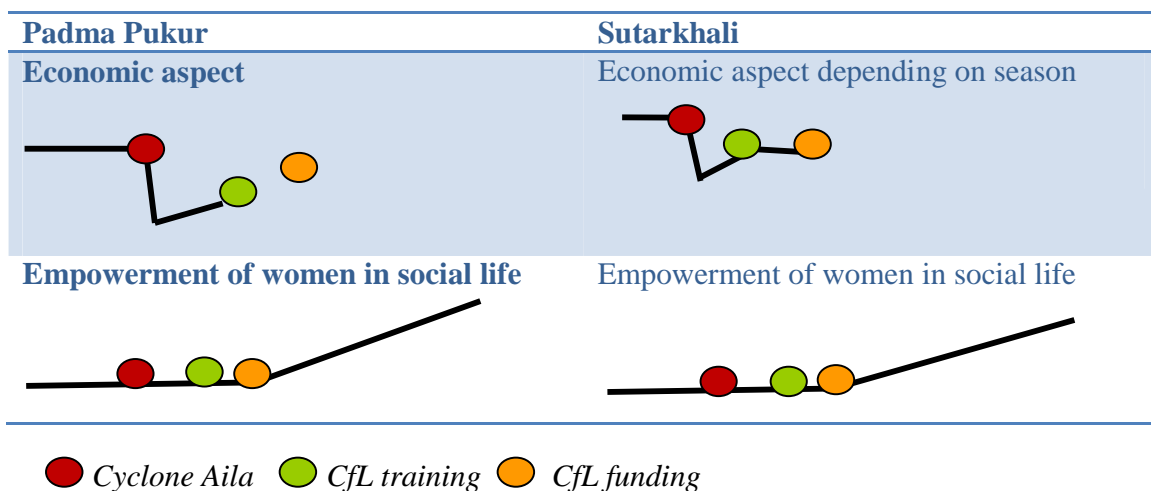 Padma Pukur Sutarkhali
Economic aspect Economic aspect depending on season
Empowerment of women in social life Empowerment of women in social life
Cyclone Aila CfL training CfL funding